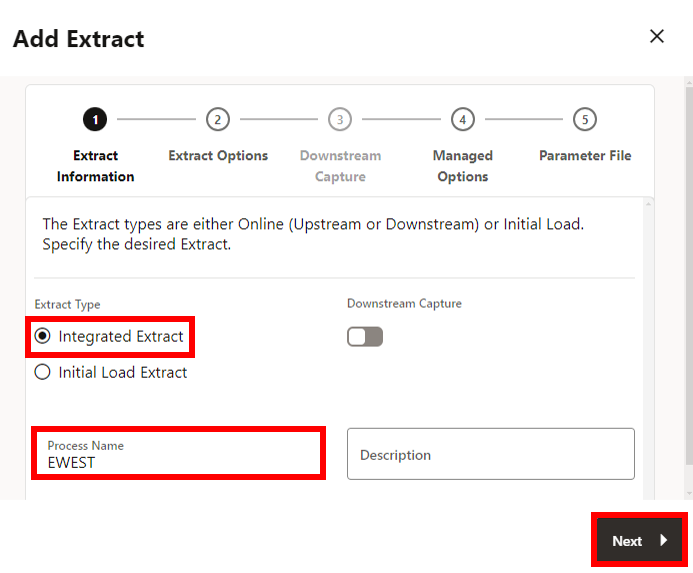 Add Extract
1
2
3
4
5
Extract
Information
Extract Options
Downstream
Capture
Managed
Options
Parameter File
The Extract types are either Online (Upstream or Downstream) or Initial Load.
Specify the desired Extract.
Extract Type
Downstream Capture
Integrated Extract
Initial Load Extract
Process Name
EWEST
Description
Next